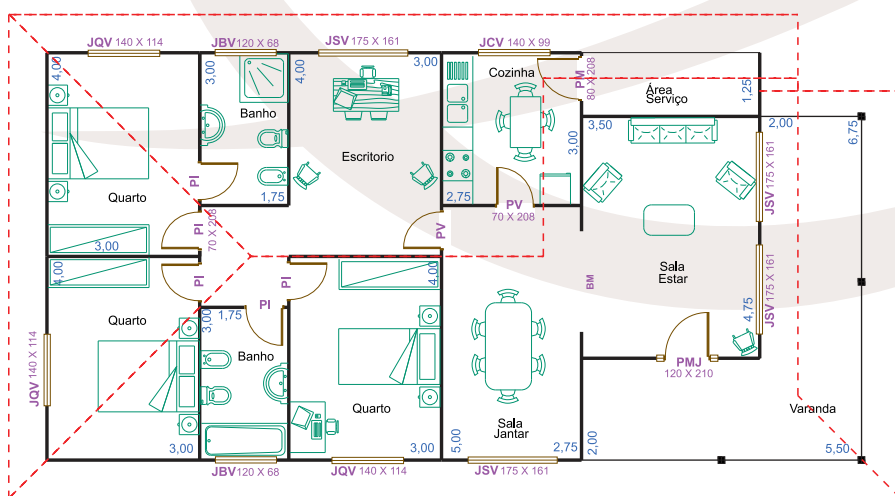 JQV 140 X 114
JBV 120 X 68
JSV 175 X 161
JCV 140 X 99
4,00
3,00
4,00
3,00
Cozinha
PM
80 X 208
Área
Serviço
1,25
Banho
3,50
2,00
6,75
Escritorio
3,00
JSV 175 X 161
PI
Quarto
1,75
2,75
PV
70 X 208
PI
70 X 208
PV
3,00
4,00
PI
PI
4,00
BM
Sala
Estar
JSV 175 X 161
PI
1,75
3,00
4,75
Quarto
Banho
JQV 140 X 114
PMJ
120 X 210
Quarto
Varanda
Sala
Jantar
3,00
3,00
5,00
2,75
2,00
5,50
JBV 120 X 68
JQV 140 X 114
JSV 175 X 161